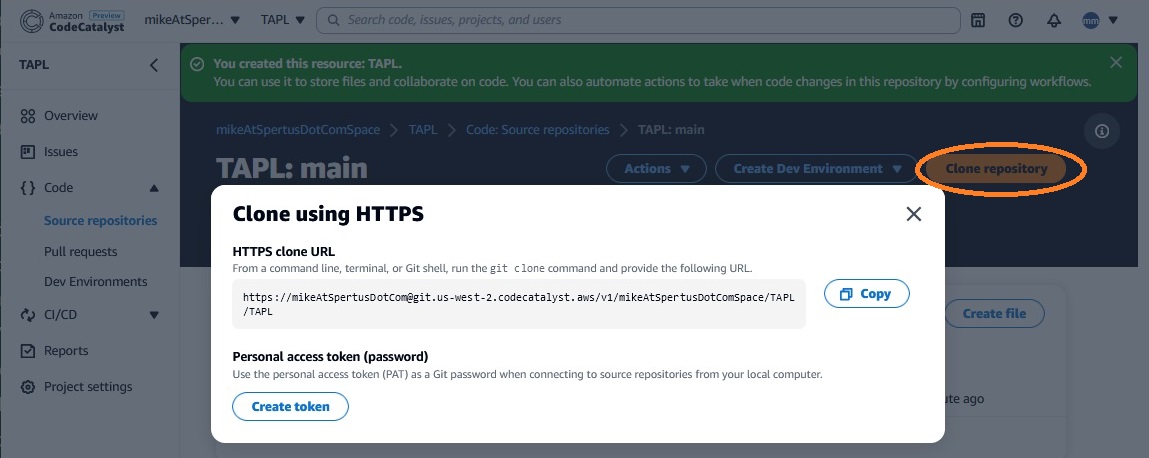 Amazon Preview
CodeCatalyst
mikeAtSper... ▼
TAPL ▼
Search code, issues, projects, and users
mm
TAPL
You created this resource: TAPL.
You can use it to store files and collaborate on code. You can also automate actions to take when code changes in this repository by configuring workflows.
Overview
Issues
Code
Source repositories
Pull requests
Dev Environments
CI/CD
Reports
Project settings
mikeAtSpertusDotComSpace > TAPL > Code: Source repositories > TAPL: main
TAPL: main
Actions ▼
Create Dev Environment ▼
Clone repository
Clone using HTTPS
HTTPS clone URL
From a command line, terminal, or Git shell, run the git clone command and provide the following URL.
https://mikeAtSpertusDotCom@git.us-west-2.codecatalyst.aws/v1/mikeAtSpertusDotComSpace/TAPL
/TAPL
Copy
Personal access token (password)
Use the personal access token (PAT) as a Git password when connecting to source repositories from your local computer.
Create token
Create file
ago